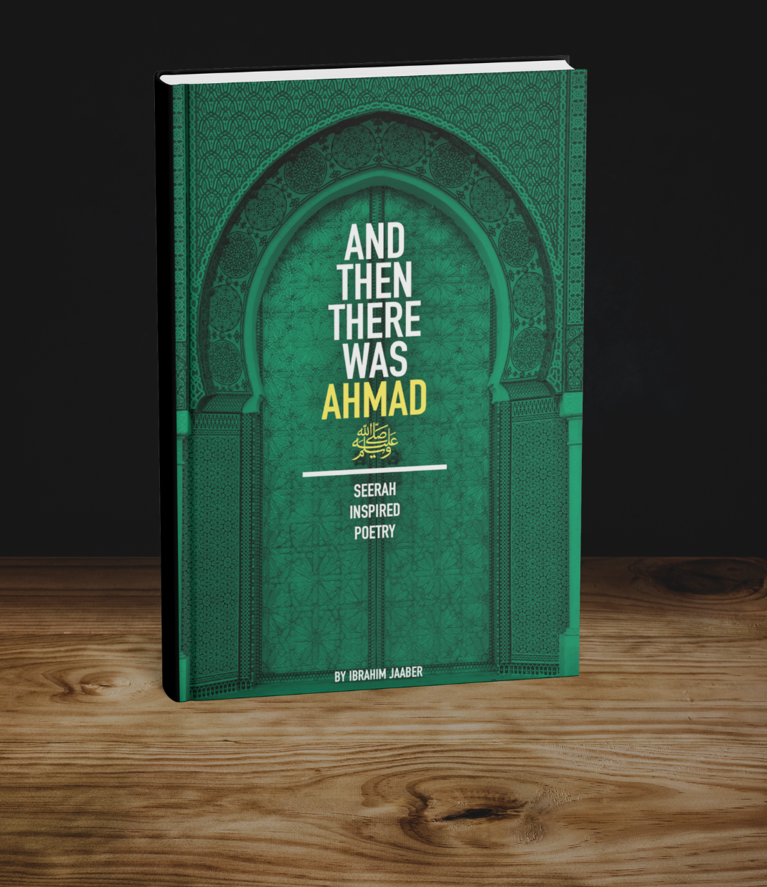 AND
THEN
THERE
WAS
AHMAD
صلى الله عليه وسلم
SEERAH
INSPIRED
POETRY
BY IBRAHIM JAABER